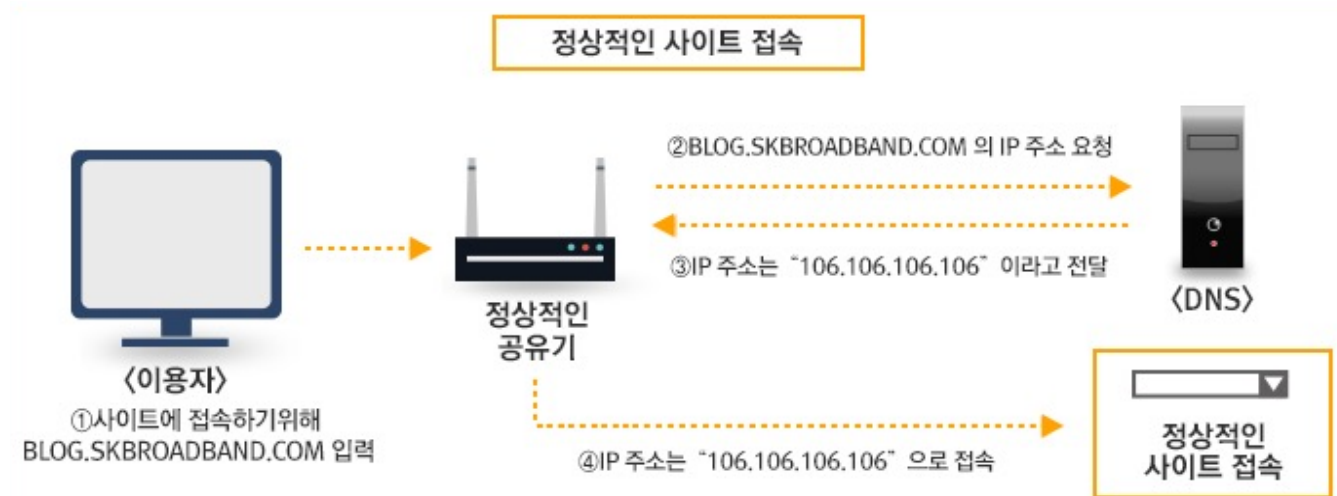 정상적인 사이트 접속
②BLOG.SKBROADBAND.COM 의 IP 주소 요청
③IP 주소는 “106.106.106.106” 이라고 전달
〈DNS〉
정상적인
공유기
〈이용자〉
①사이트에 접속하기위해
BLOG.SKBROADBAND.COM 입력
④IP 주소는 “106.106.106.106” 으로 접속
정상적인
사이트 접속